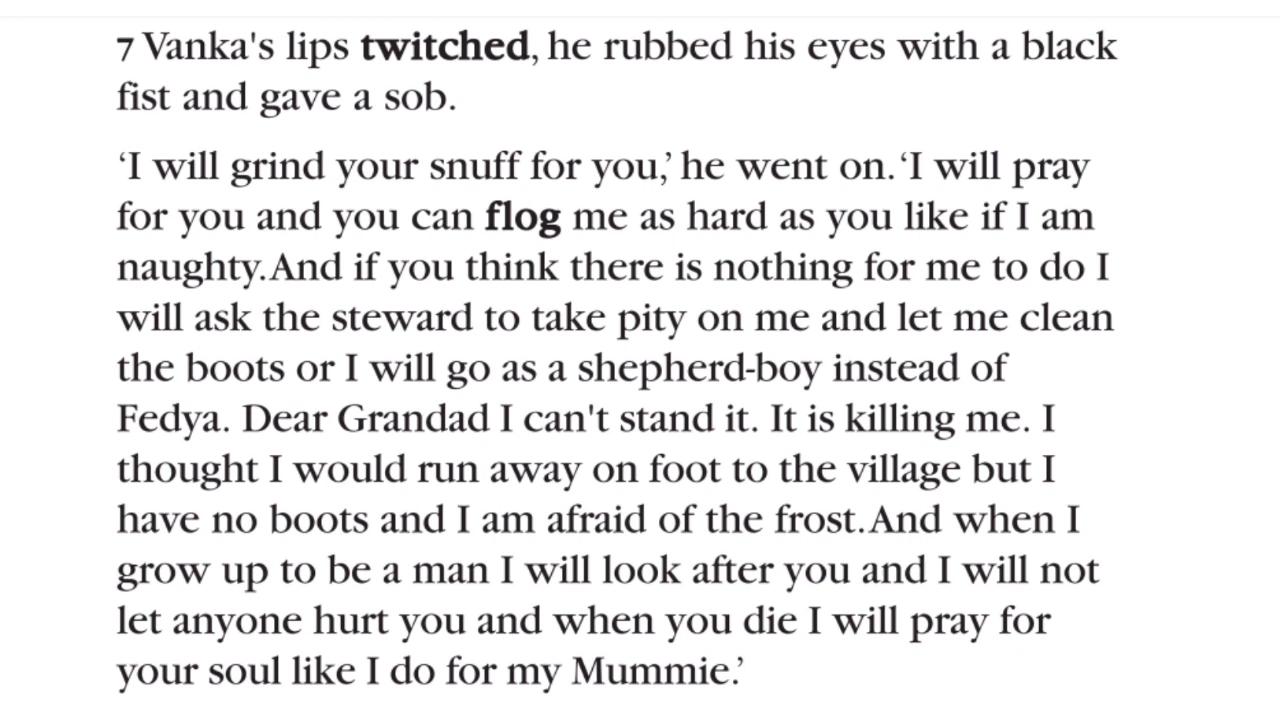 7 Vanka's lips twitched, he rubbed his eyes with a black
fist and gave a sob.
‘I will grind your snuff for you,’ he went on. ‘I will pray
for you and you can flog me as hard as you like if I am
naughty. And if you think there is nothing for me to do I
will ask the steward to take pity on me and let me clean
the boots or I will go as a shepherd-boy instead of
Fedya. Dear Grandad I can't stand it. It is killing me. I
thought I would run away on foot to the village but I
have no boots and I am afraid of the frost. And when I
grow up to be a man I will look after you and I will not
let anyone hurt you and when you die I will pray for
your soul like I do for my Mummie.’